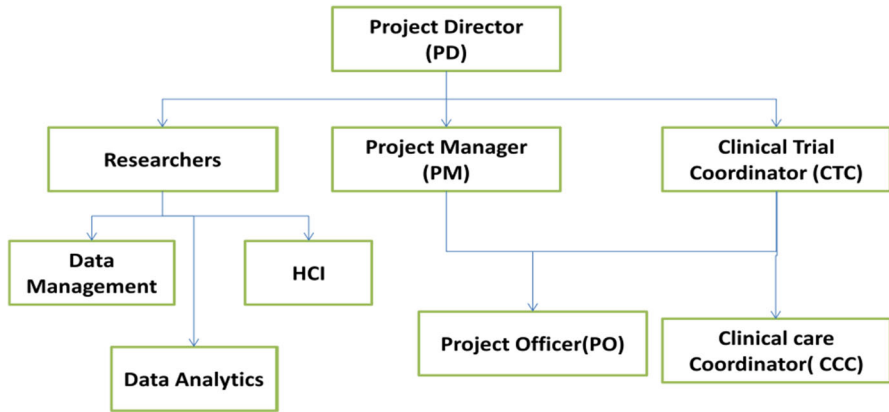 Project Director
(PD)
Researchers
Project Manager
(PM)
Clinical Trial
Coordinator (CTC)
Data
Management
HCI
Data Analytics
Project Officer(PO)
Clinical care
Coordinator( CCC)